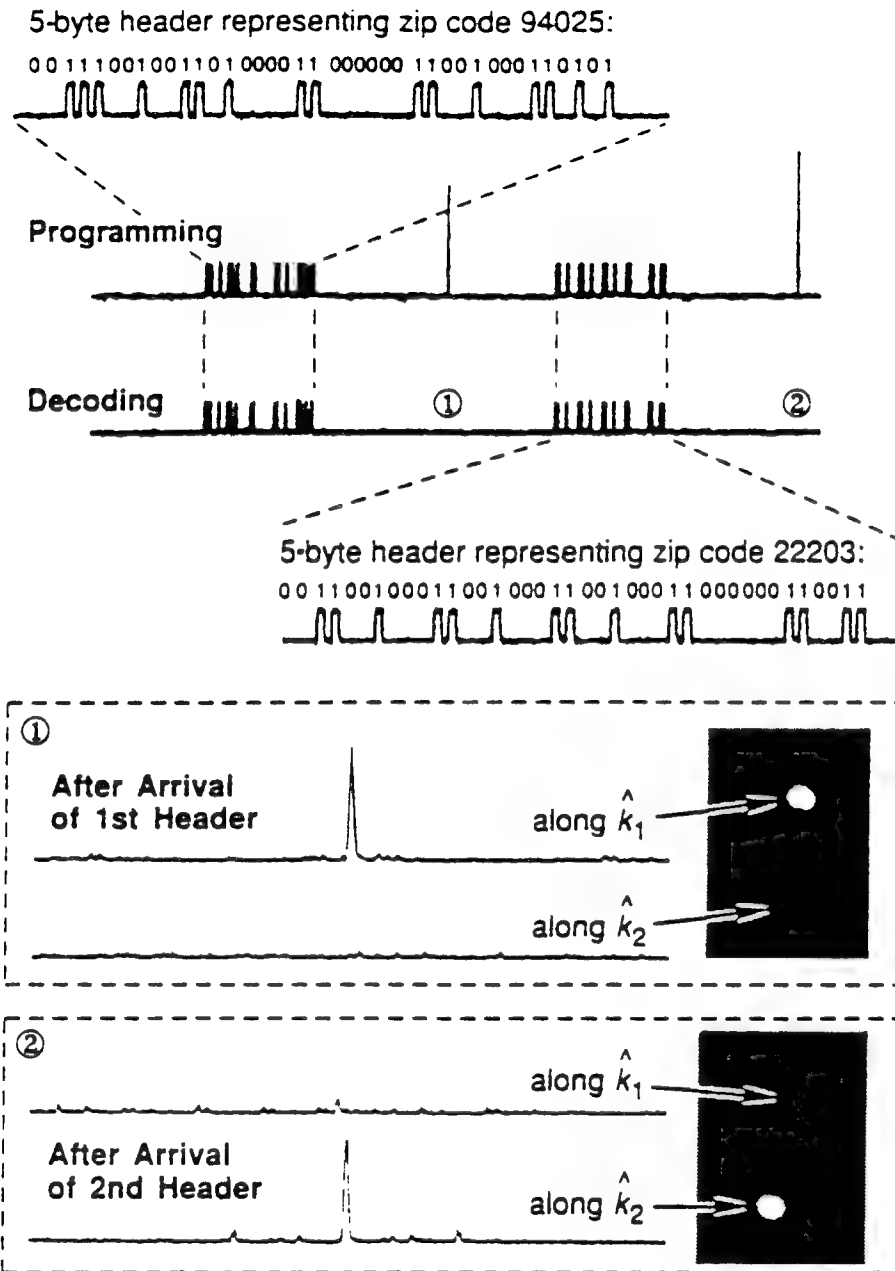 5-byte header representing zip code 94025:
0 0 1 1 1 0 0 1 0 0 1 1 0 1 0 0 0 0 0 1 1 0 0 0 0 0 0 1 1 0 0 1 0 0 0 1 1 0 1 0 1
Programming
Decoding
①
②
5-byte header representing zip code 22203:
0 0 1 1 0 0 1 0 0 0 1 1 0 0 1 0 0 0 1 1 0 0 1 0 0 0 1 1 0 0 0 0 0 0 1 1 0 0 1 1
①
After Arrival
of 1st Header
along k̂₁
along k̂₂
②
along k̂₁
After Arrival
of 2nd Header
along k̂₂